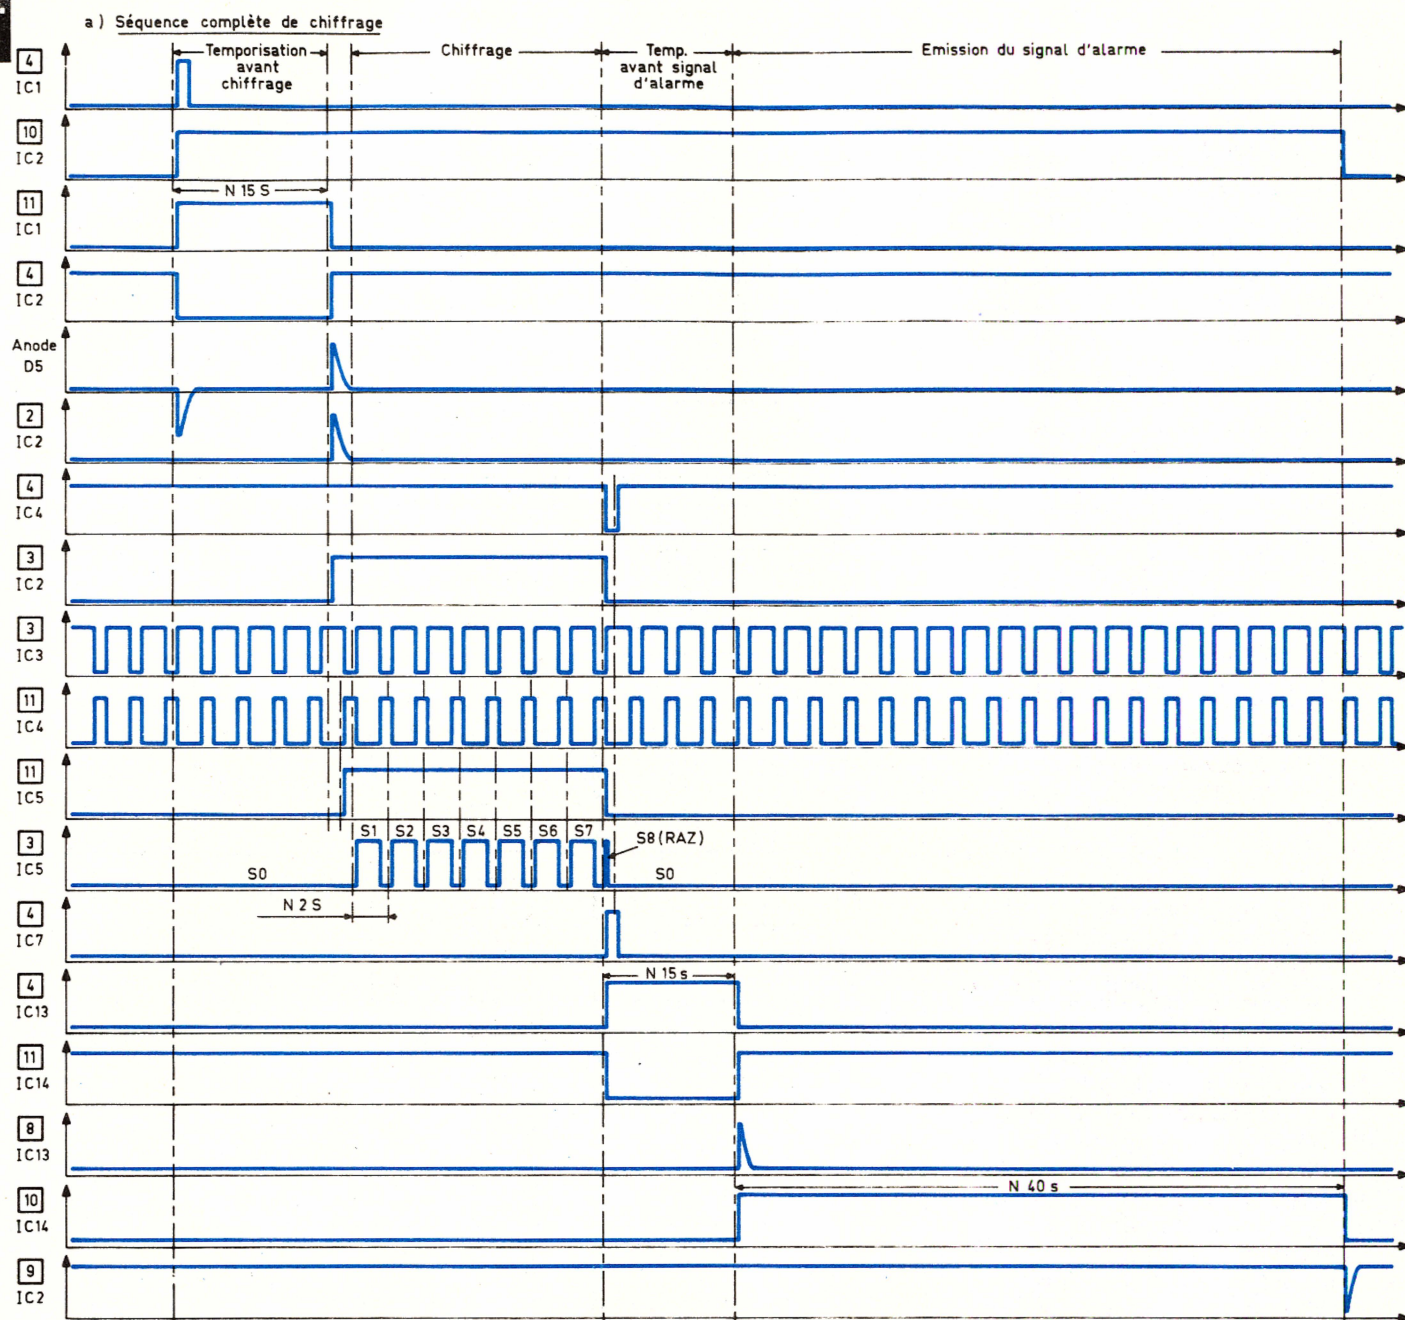 a) Séquence complète de chiffrage
Temporisation avant chiffrage
Chiffrage
Temp. avant signal d'alarme
Emission du signal d'alarme
4
IC1
10
IC2
N 15 S
11
IC1
4
IC2
Anode
D5
2
IC2
4
IC4
3
IC2
3
IC3
11
IC4
11
IC5
S1 S2 S3 S4 S5 S6 S7
S8(RAZ)
3
IC5
S0
S0
N 2 S
4
IC7
N 15 s
4
IC13
11
IC14
8
IC13
N 40 s
10
IC14
9
IC2